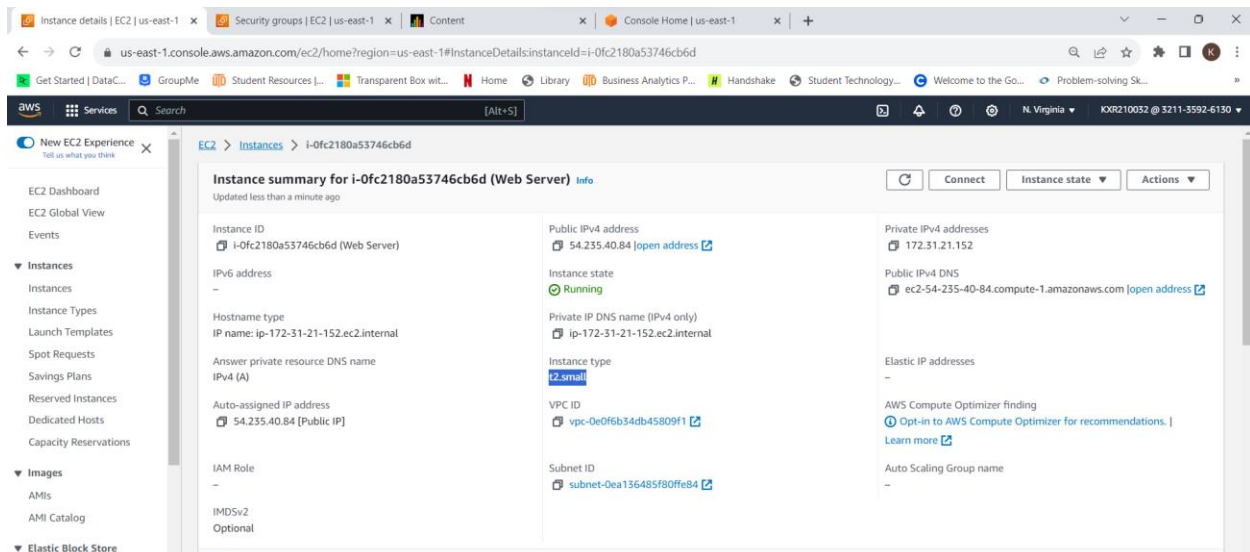 Instance details | EC2 | us-east-1
Security groups | EC2 | us-east-1
Content
Console Home | us-east-1
us-east-1.console.aws.amazon.com/ec2/home?region=us-east-1#InstanceDetails:instanceId=i-0fc2180a53746cb6d
K
Get Started | DataC...
GroupMe
Student Resources |...
Transparent Box wit...
Home
Library
Business Analytics P...
Handshake
Student Technology...
Welcome to the Go...
Problem-solving Sk...
»
aws
Services
Search
[Alt+S]
N. Virginia
KXR210032 @ 3211-3592-6130
New EC2 Experience
Tell us what you think
EC2 Dashboard
EC2 Global View
Events
Instances
Instances
Instance Types
Launch Templates
Spot Requests
Savings Plans
Reserved Instances
Dedicated Hosts
Capacity Reservations
Images
AMIs
AMI Catalog
Elastic Block Store
EC2 > Instances > i-0fc2180a53746cb6d
Instance summary for i-0fc2180a53746cb6d (Web Server) Info
Updated less than a minute ago
Connect
Instance state
Actions
Instance ID
i-0fc2180a53746cb6d (Web Server)
Public IPv4 address
54.235.40.84 |open address
Private IPv4 addresses
172.31.21.152
IPv6 address
–
Instance state
Running
Public IPv4 DNS
ec2-54-235-40-84.compute-1.amazonaws.com |open address
Hostname type
IP name: ip-172-31-21-152.ec2.internal
Private IP DNS name (IPv4 only)
ip-172-31-21-152.ec2.internal
Answer private resource DNS name
IPv4 (A)
Instance type
t2.small
Elastic IP addresses
–
Auto-assigned IP address
54.235.40.84 [Public IP]
VPC ID
vpc-0e0f6b34db45809f1
AWS Compute Optimizer finding
Opt-in to AWS Compute Optimizer for recommendations. |
Learn more
IAM Role
–
Subnet ID
subnet-0ea136485f80ffe84
Auto Scaling Group name
–
IMDSv2
Optional